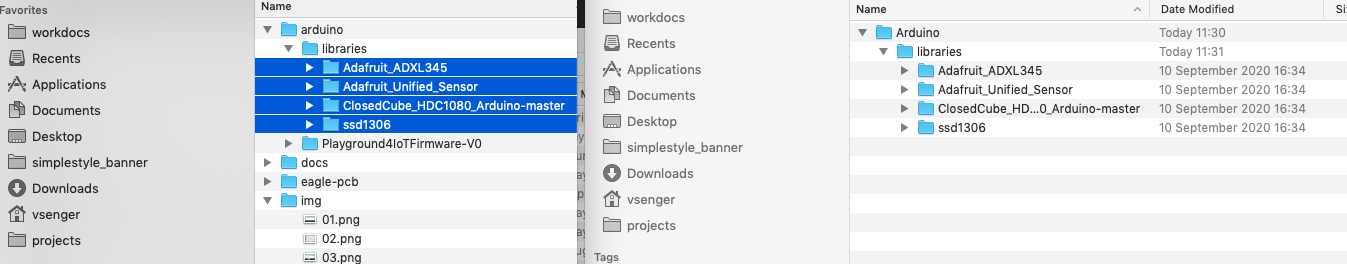 Favorites
workdocs
Recents
Applications
Documents
Desktop
simplestyle_banner
Downloads
vsenger
projects
Name
arduino
libraries
Adafruit_ADXL345
Adafruit_Unified_Sensor
ClosedCube_HDC1080_Arduino-master
ssd1306
Playground4IoTFirmware-V0
docs
eagle-pcb
img
01.png
02.png
03.png
workdocs
Recents
Applications
Documents
Desktop
simplestyle_banner
Downloads
vsenger
projects
Tags
Name Date Modified
Arduino Today 11:30
libraries Today 11:31
Adafruit_ADXL345 10 September 2020 16:34
Adafruit_Unified_Sensor 10 September 2020 16:34
ClosedCube_HD...0_Arduino-master 10 September 2020 16:34
ssd1306 10 September 2020 16:34